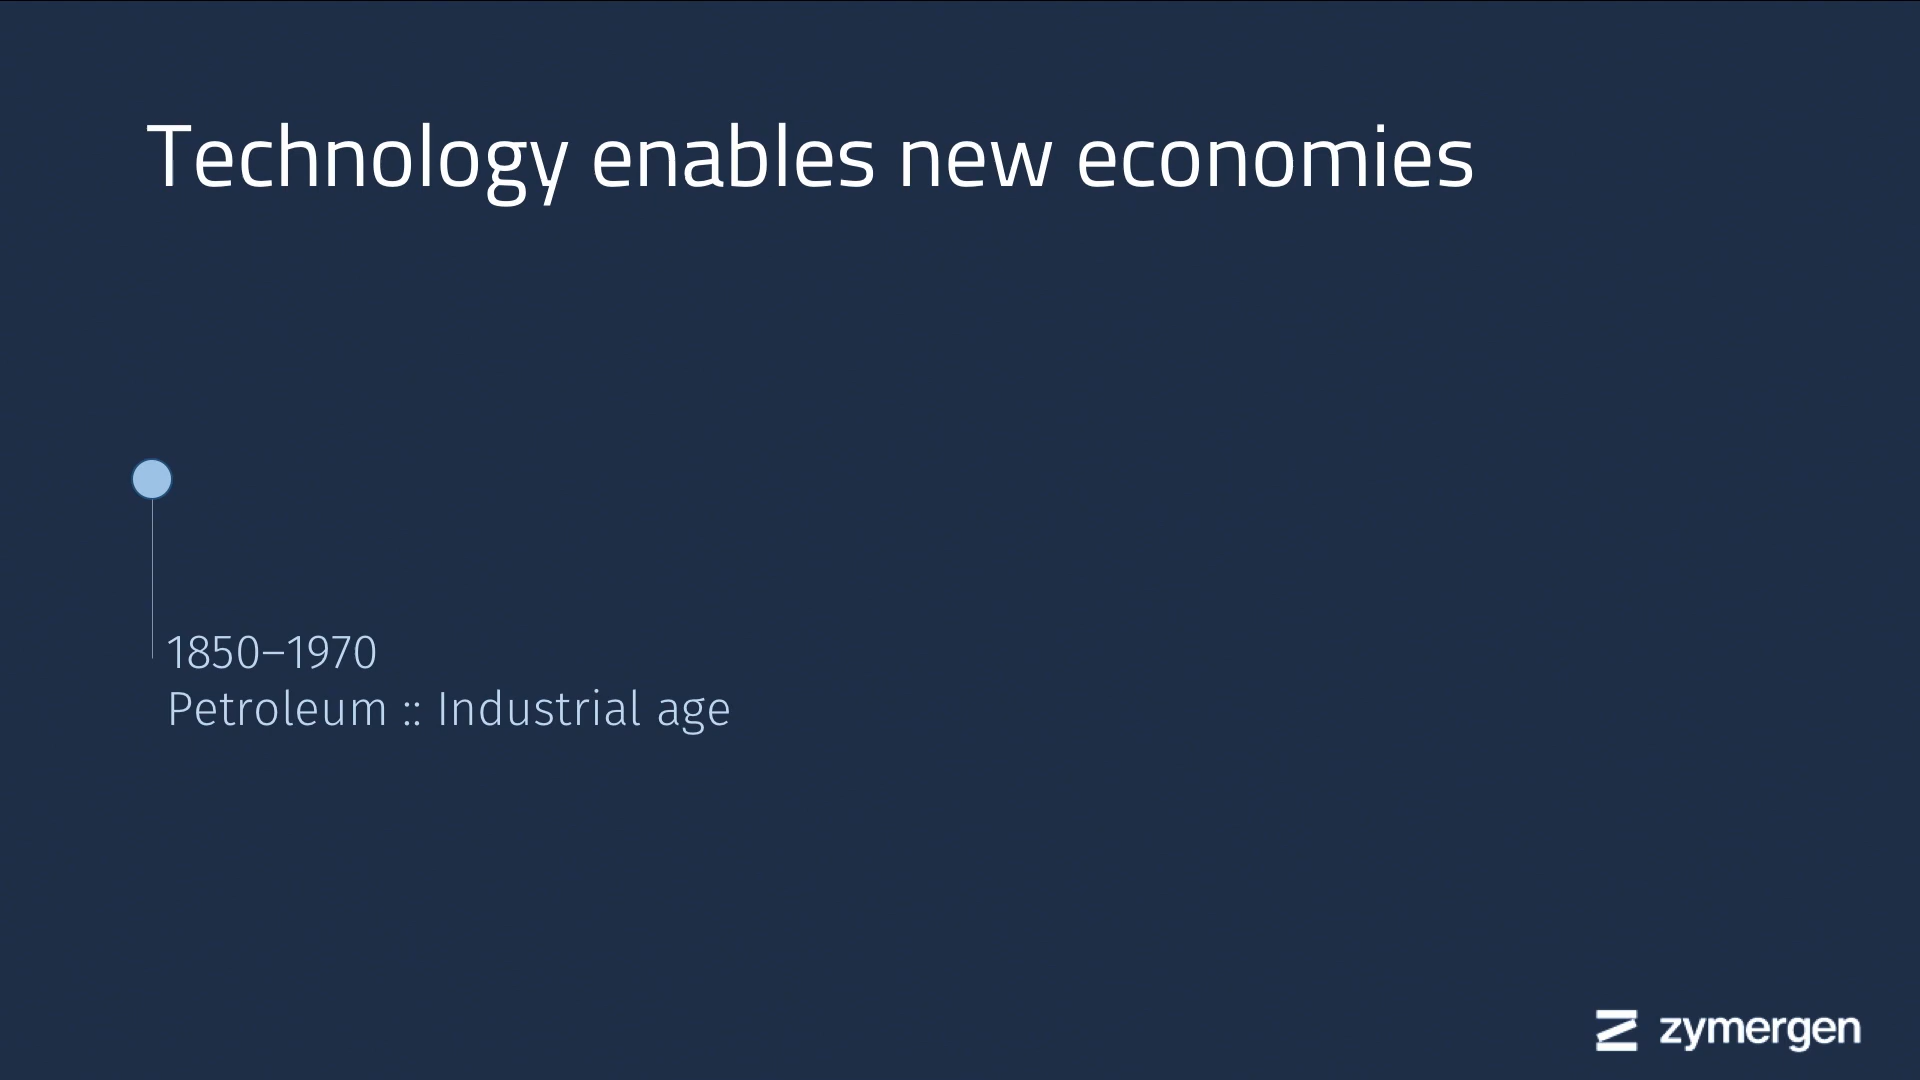 Technology enables new economies
1850–1970
Petroleum :: Industrial age
zymergen